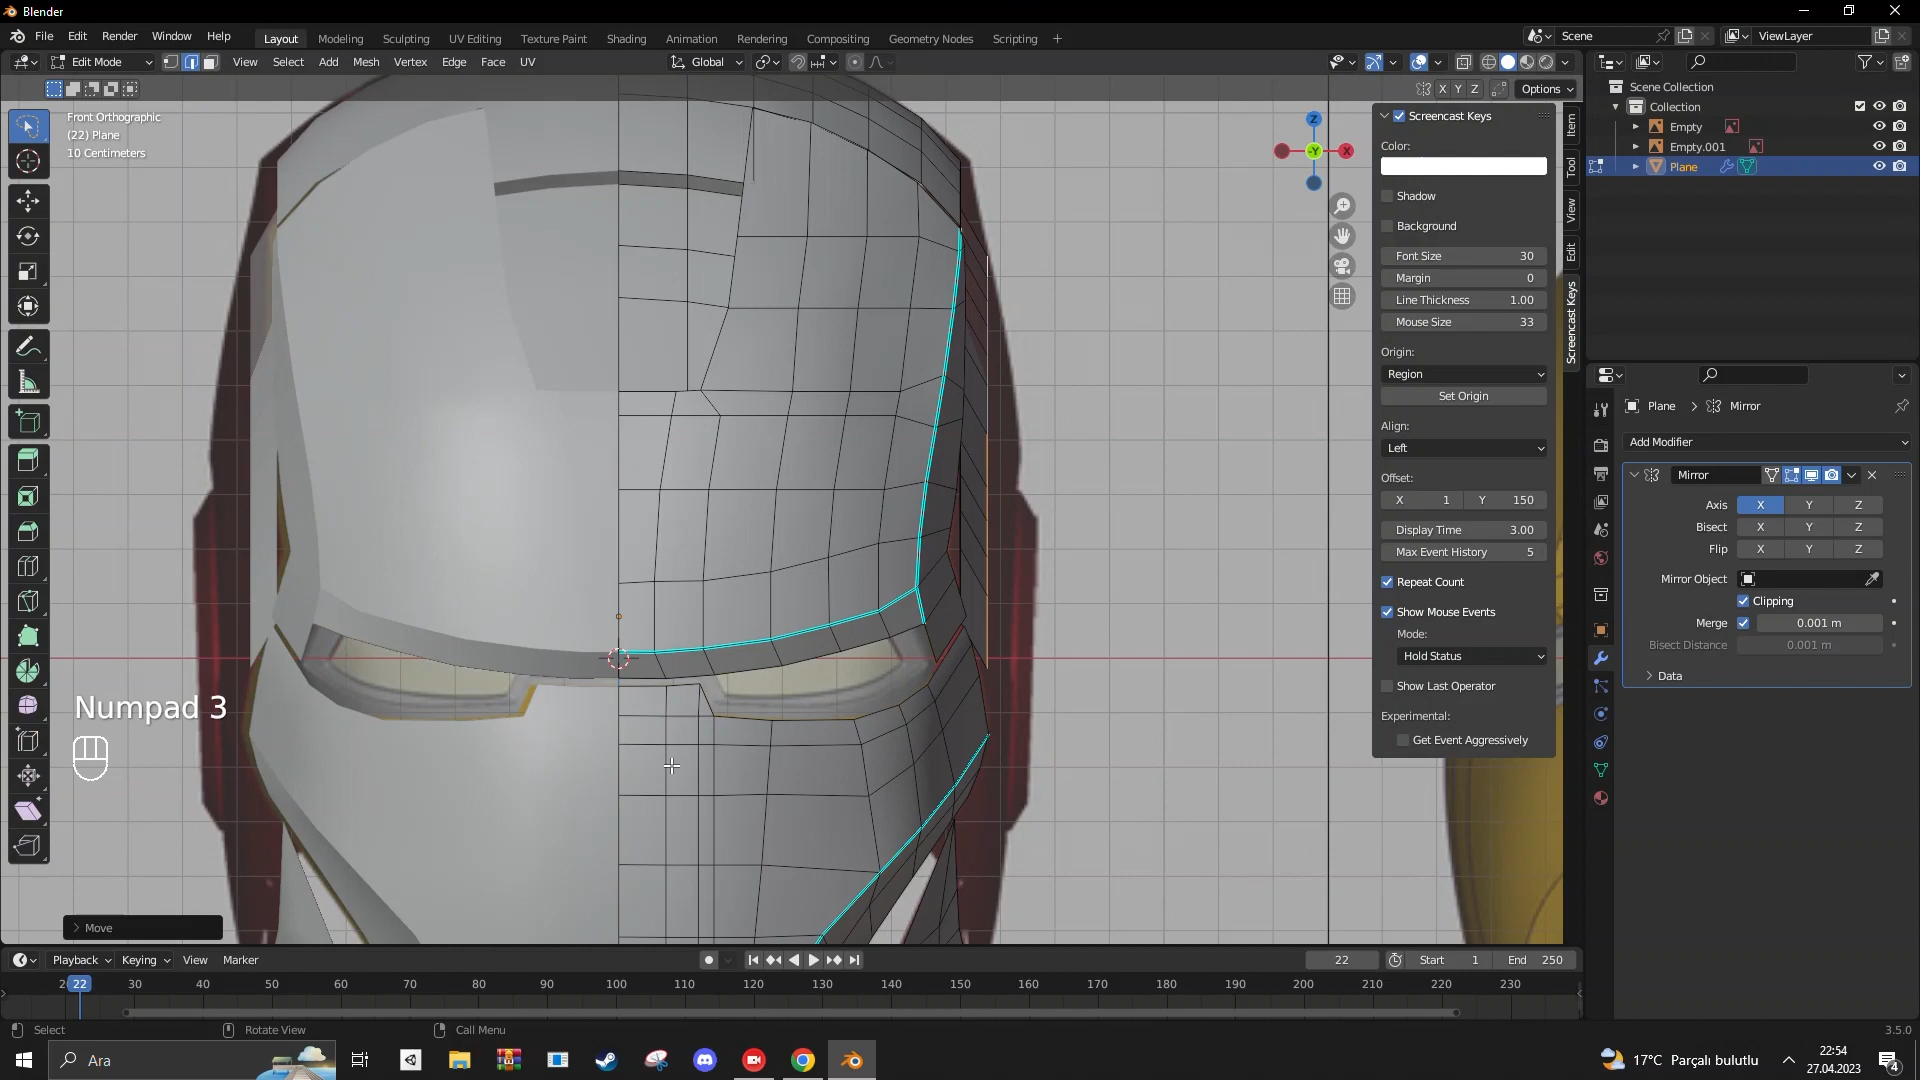 Blender
File Edit Render Window Help
Layout Modeling Sculpting UV Editing Texture Paint Shading Animation Rendering Compositing Geometry Nodes Scripting +
Scene
ViewLayer
Edit Mode View Select Add Mesh Vertex Edge Face UV
Global
X Y Z Options
Front Orthographic
(22) Plane
10 Centimeters
Z
-Y
X
Screencast Keys
Color:
Shadow
Background
Font Size 30
Margin 0
Line Thickness 1.00
Mouse Size 33
Origin:
Region
Set Origin
Align:
Left
Offset:
X 1 Y 150
Display Time 3.00
Max Event History 5
Repeat Count
Show Mouse Events
Mode:
Hold Status
Show Last Operator
Experimental:
Get Event Aggressively
Item
Tool
View
Edit
Screencast Keys
Scene Collection
Collection
Empty
Empty.001
Plane
Plane > Mirror
Add Modifier
Mirror
Axis X Y Z
Bisect X Y Z
Flip X Y Z
Mirror Object
Clipping
Merge 0.001 m
Bisect Distance 0.001 m
Data
Numpad 3
Move
Playback Keying View Marker
22 Start 1 End 250
2 22 30 40 50 60 70 80 90 100 110 120 130 140 150 160 170 180 190 200 210 220 230
Select Rotate View Call Menu
3.5.0
Ara
17°C Parçalı bulutlu
22:54
27.04.2023
4